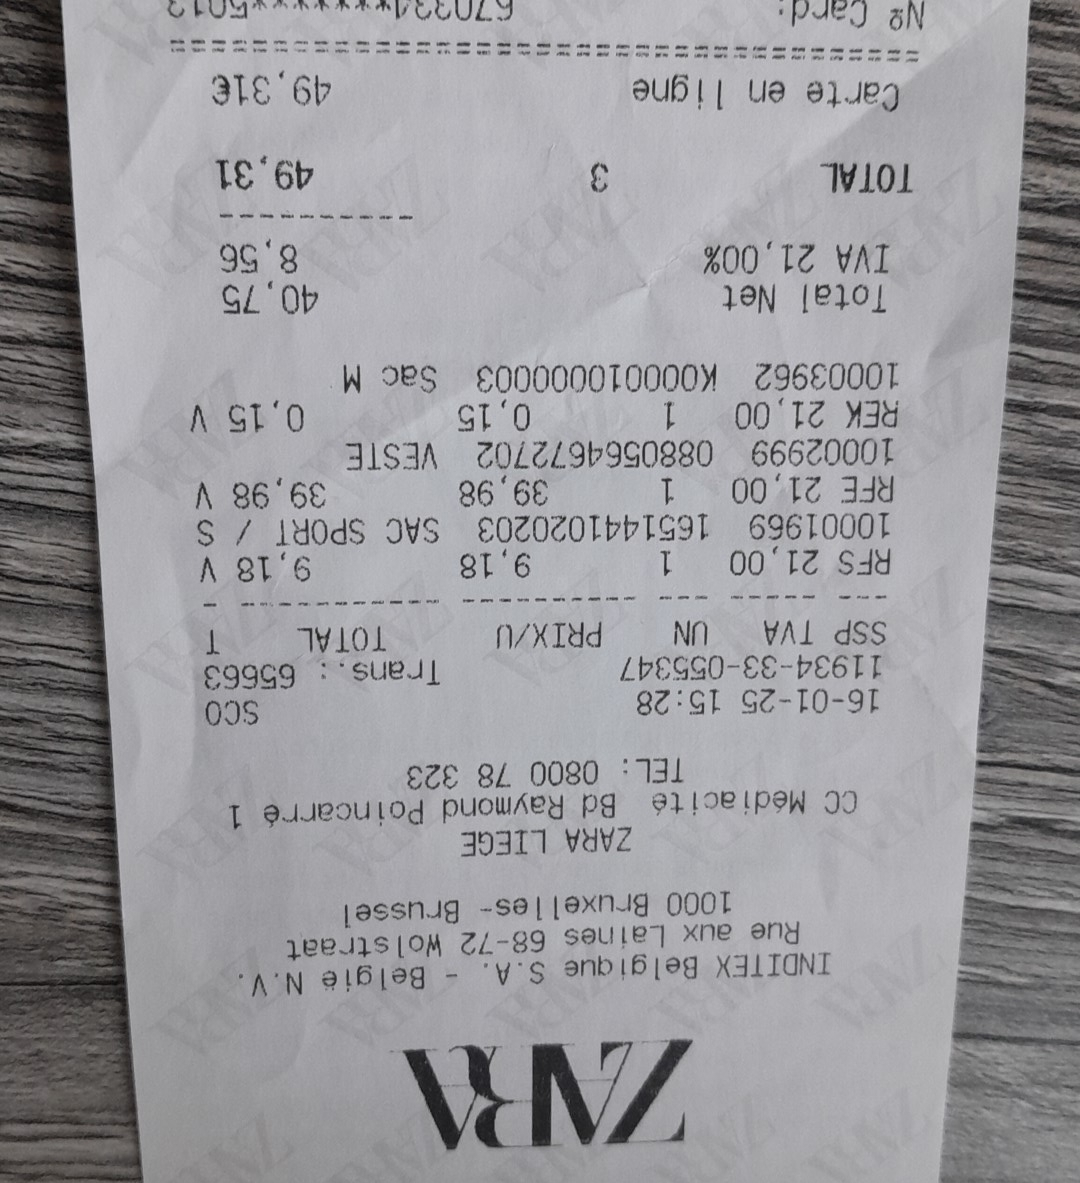 ZARA
INDITEX Belgique S.A. - België N.V.
Rue aux Laines 68-72 Wolstraat
1000 Bruxelles- Brussel
ZARA LIEGE
CC Médiacité Bd Raymond Poincarré 1
TEL: 0800 78 323
16-01-25 15:28 SCO
11934-33-055347 Trans.: 65663
SSP TVA UN PRIX/U TOTAL T
RFS 21,00 1 9,18 9,18 V
10001969 1651441020203 SAC SPORT / S
RFE 21,00 1 39,98 39,98 V
10002999 0880564672702 VESTE
REK 21,00 1 0,15 0,15 V
10003962 K0000100000003 Sac M
Total Net 40,75
IVA 21,00% 8,56
TOTAL 3 49,31
Carte en ligne 49,31€
Nº Card: 670334*******5013